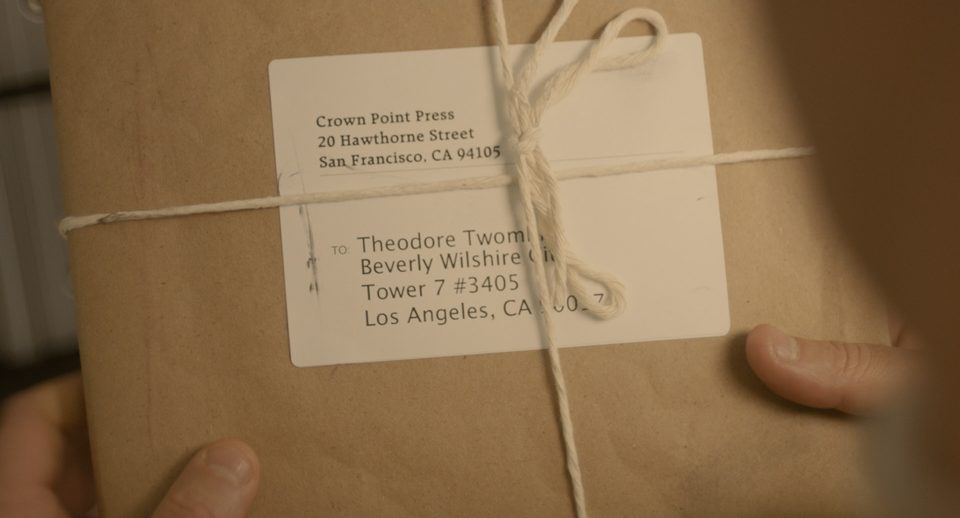 Crown Point Press
20 Hawthorne Street
San Francisco, CA 94105
TO: Theodore
Beverly Wilshire
Tower 7 #3405
Los Angeles, CA